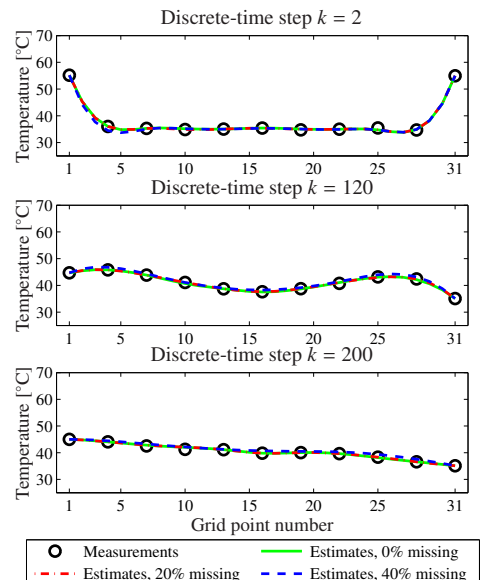 Discrete-time step k = 2
Temperature [°C]
70
60
50
40
30
1 5 10 15 20 25 31
Discrete-time step k = 120
Temperature [°C]
70
60
50
40
30
1 5 10 15 20 25 31
Discrete-time step k = 200
Temperature [°C]
70
60
50
40
30
1 5 10 15 20 25 31
Grid point number
Measurements Estimates, 0% missing
Estimates, 20% missing Estimates, 40% missing